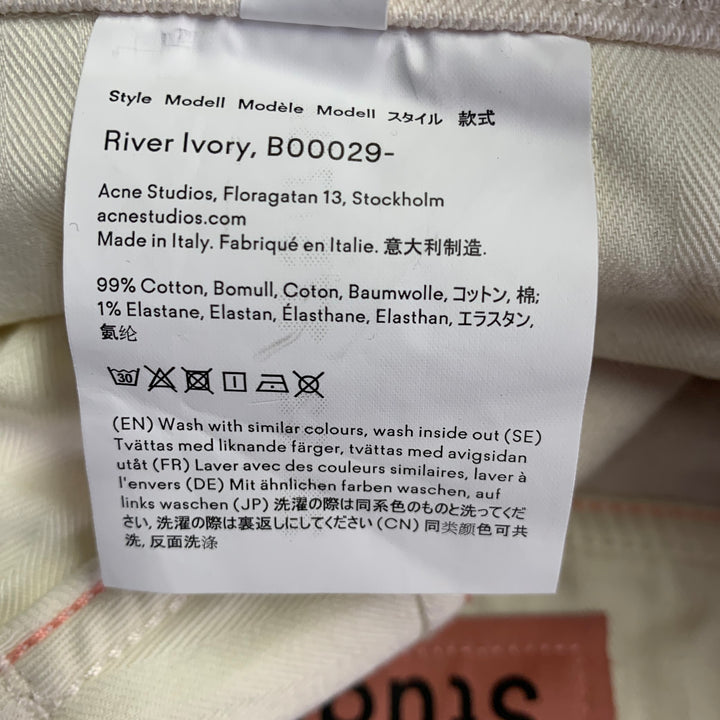 Style Modell Modèle Modell スタイル 款式
River Ivory, B00029-
Acne Studios, Floragatan 13, Stockholm
acnestudios.com
Made in Italy. Fabriqué en Italie. 意大利制造.
99% Cotton, Bomull, Coton, Baumwolle, コットン, 棉;
1% Elastane, Elastan, Élasthane, Elasthan, エラスタン,
氨纶
30
(EN) Wash with similar colours, wash inside out (SE)
Tvättas med liknande färger, tvättas med avigsidan
utåt (FR) Laver avec des couleurs similaires, laver à
l'envers (DE) Mit ähnlichen farben waschen, auf
links waschen (JP) 洗濯の際は同系色のものと洗ってくだ
さい, 洗濯の際は裏返しにしてください (CN) 同类颜色可共
洗, 反面洗涤